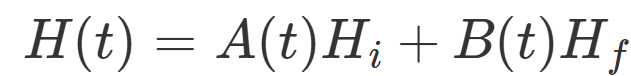 H(t) = A(t)H_i + B(t)H_f